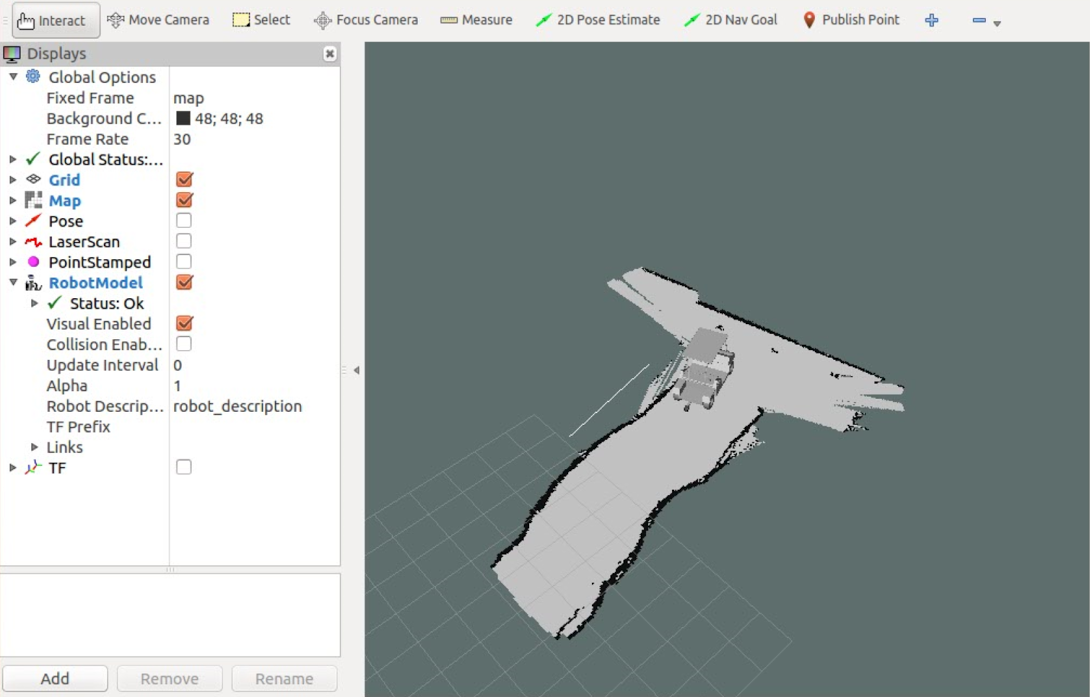 Interact Move Camera Select Focus Camera Measure 2D Pose Estimate 2D Nav Goal Publish Point
Displays
Global Options
Fixed Frame map
Background C... 48; 48; 48
Frame Rate 30
Global Status:...
Grid
Map
Pose
LaserScan
PointStamped
RobotModel
Status: Ok
Visual Enabled
Collision Enab...
Update Interval 0
Alpha 1
Robot Descrip... robot_description
TF Prefix
Links
TF
Add Remove Rename